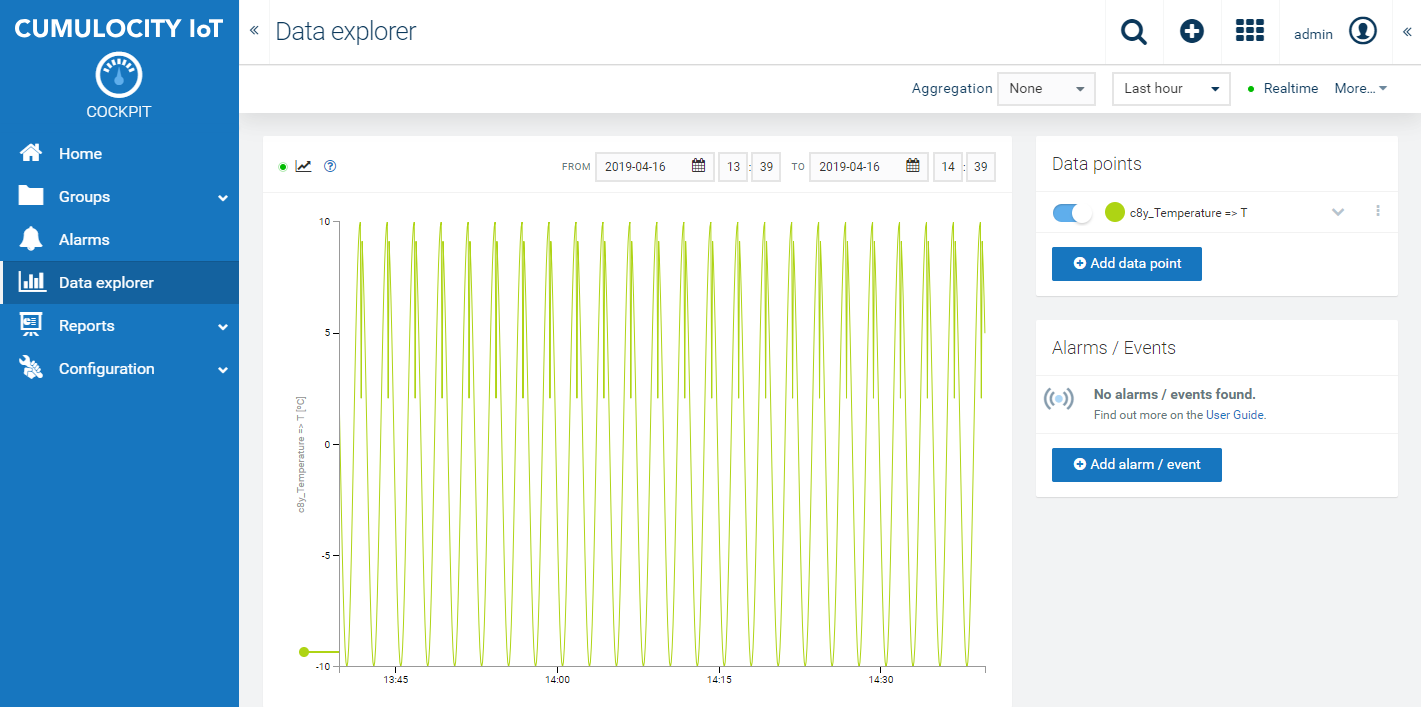 CUMULOCITY IoT
COCKPIT
Home
Groups
Alarms
Data explorer
Reports
Configuration
« Data explorer
admin «
Aggregation None Last hour Realtime More...
FROM 2019-04-16 13 : 39 TO 2019-04-16 14 : 39
10
5
0
-5
-10
c8y_Temperature => T [ºC]
13:45 14:00 14:15 14:30
Data points
c8y_Temperature => T
Add data point
Alarms / Events
No alarms / events found.
Find out more on the User Guide.
Add alarm / event